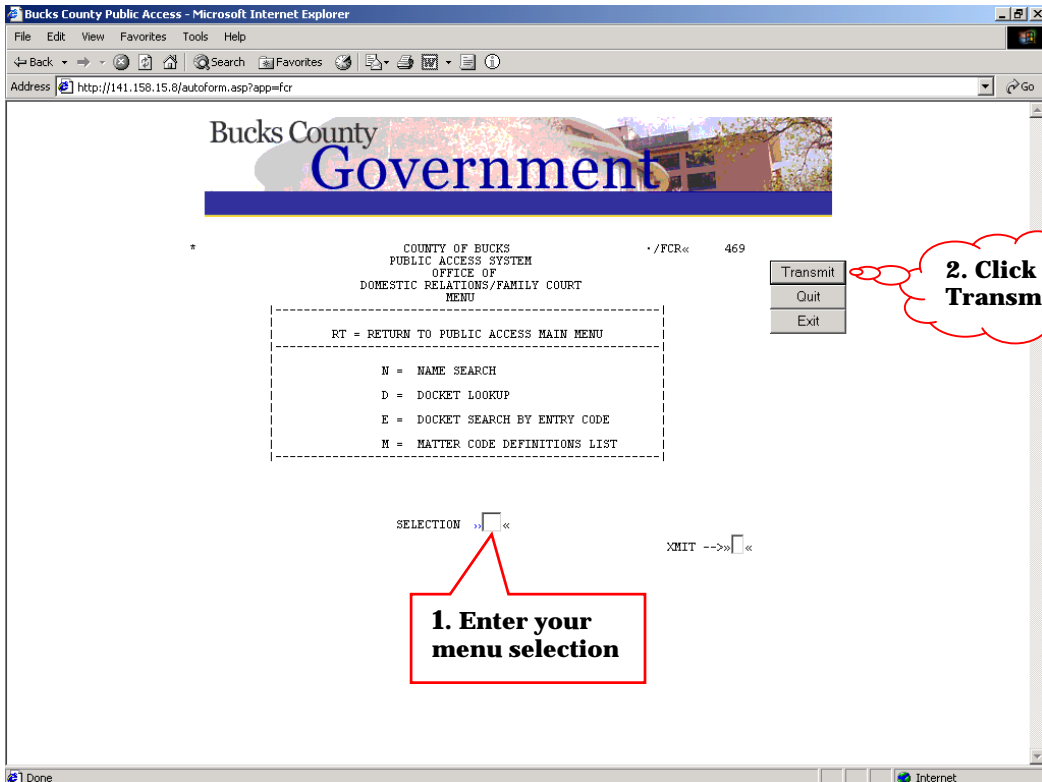 Bucks County Public Access - Microsoft Internet Explorer
File Edit View Favorites Tools Help
Back Search Favorites
Address http://141.158.15.8/autoform.asp?app=fcr Go
Bucks County
Government
* COUNTY OF BUCKS ·/FCR« 469
PUBLIC ACCESS SYSTEM
OFFICE OF
DOMESTIC RELATIONS/FAMILY COURT
MENU
RT = RETURN TO PUBLIC ACCESS MAIN MENU
N = NAME SEARCH
D = DOCKET LOOKUP
E = DOCKET SEARCH BY ENTRY CODE
M = MATTER CODE DEFINITIONS LIST
Transmit
Quit
Exit
2. Click
Transm
SELECTION »« 
XMIT -->»«
1. Enter your
menu selection
Done Internet